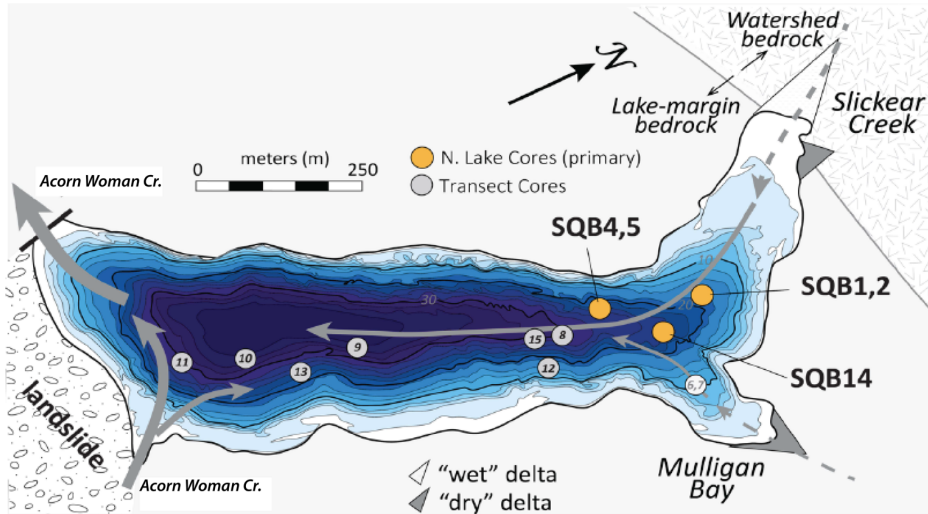 Watershed
bedrock
Lake-margin
bedrock
Slickear
Creek
N
meters (m)
0
250
N. Lake Cores (primary)
Transect Cores
Acorn Woman Cr.
SQB4,5
SQB1,2
SQB14
10
20
30
15
8
9
10
11
13
12
6,7
landslide
Acorn Woman Cr.
"wet" delta
"dry" delta
Mulligan
Bay